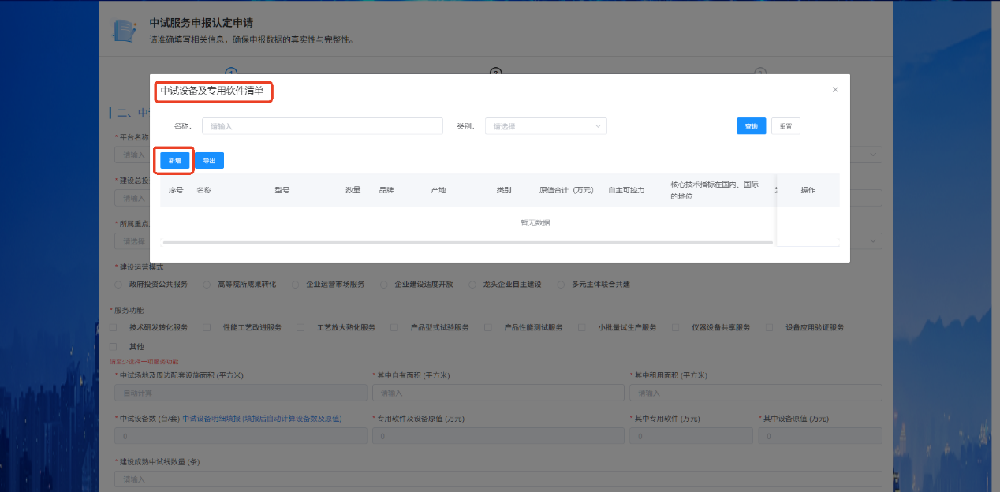 中试服务申报认定申请
请准确填写相关信息，确保申报数据的真实性与完整性。
1
2
中试设备及专用软件清单
×
名称：
请输入
类别：
请选择
查询
重置
新增
导出
序号 名称 型号 数量 品牌 产地 类别 原值合计（万元） 自主可控力 核心技术指标在国内、国际的地位 操作
暂无数据
二、中
* 平台名称
请输入
* 建设总投
请输入
* 所属重点
请选择
* 建设运营模式
政府投资公共服务 高等院所成果转化 企业运营市场服务 企业建设适度开放 龙头企业自主建设 多元主体联合共建
* 服务功能
技术研发转化服务 性能工艺改进服务 工艺放大熟化服务 产品型式试验服务 产品性能测试服务 小批量试生产服务 仪器设备共享服务 设备应用验证服务
其他
请至少选择一项服务功能
* 中试场地及周边配套设施面积 (平方米) * 其中自有面积 (平方米) * 其中租用面积 (平方米)
自动计算 请输入 请输入
* 中试设备数 (台/套) 中试设备明细填报 (填报后自动计算设备数及原值) * 专用软件及设备原值 (万元) * 其中专用软件 (万元) * 其中设备原值 (万元)
0 0 0 0
* 建设成熟中试线数量 (条)
请输入